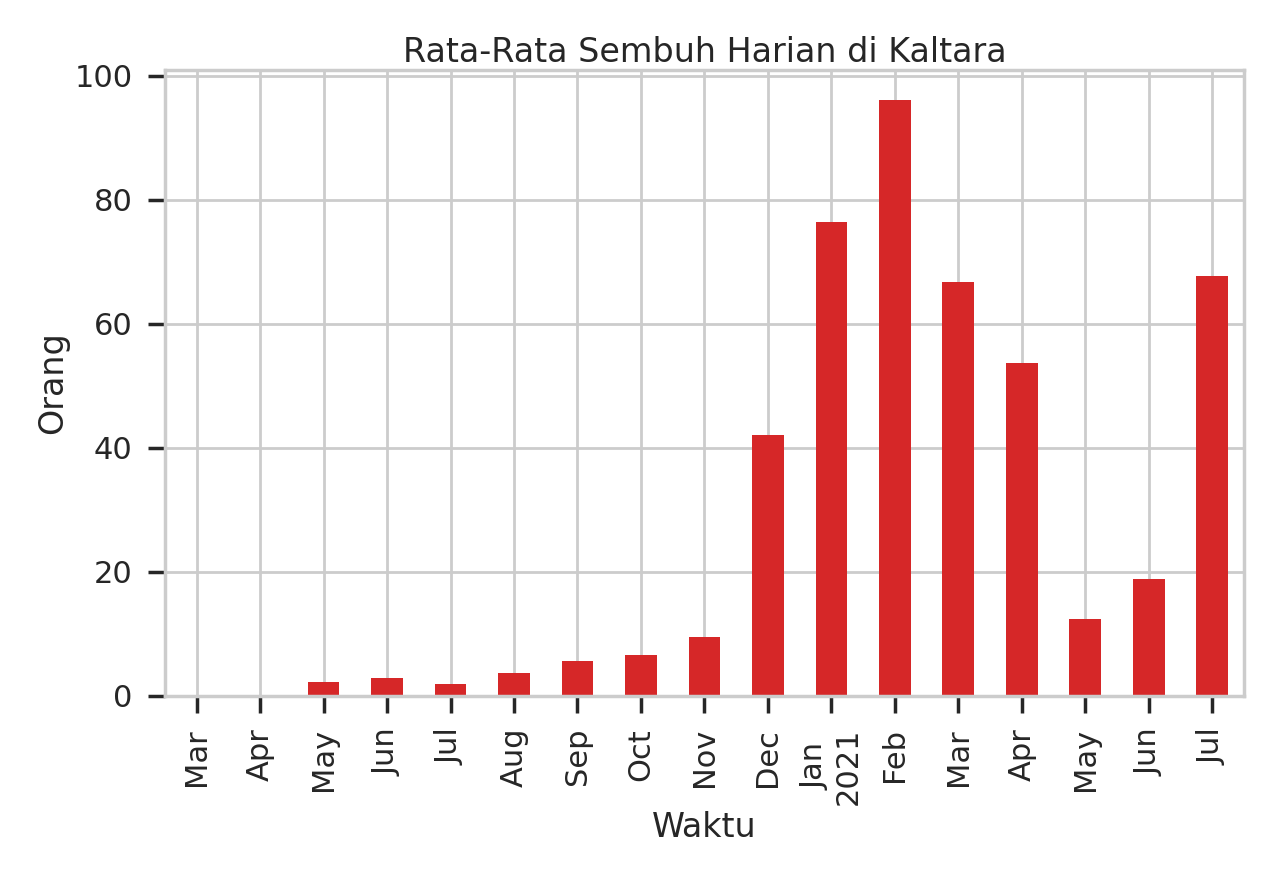 Rata-Rata Sembuh Harian di Kaltara
100
80
60
40
20
0
Orang
Mar
Apr
May
Jun
Jul
Aug
Sep
Oct
Nov
Dec
Jan
2021
Feb
Mar
Apr
May
Jun
Jul
Waktu